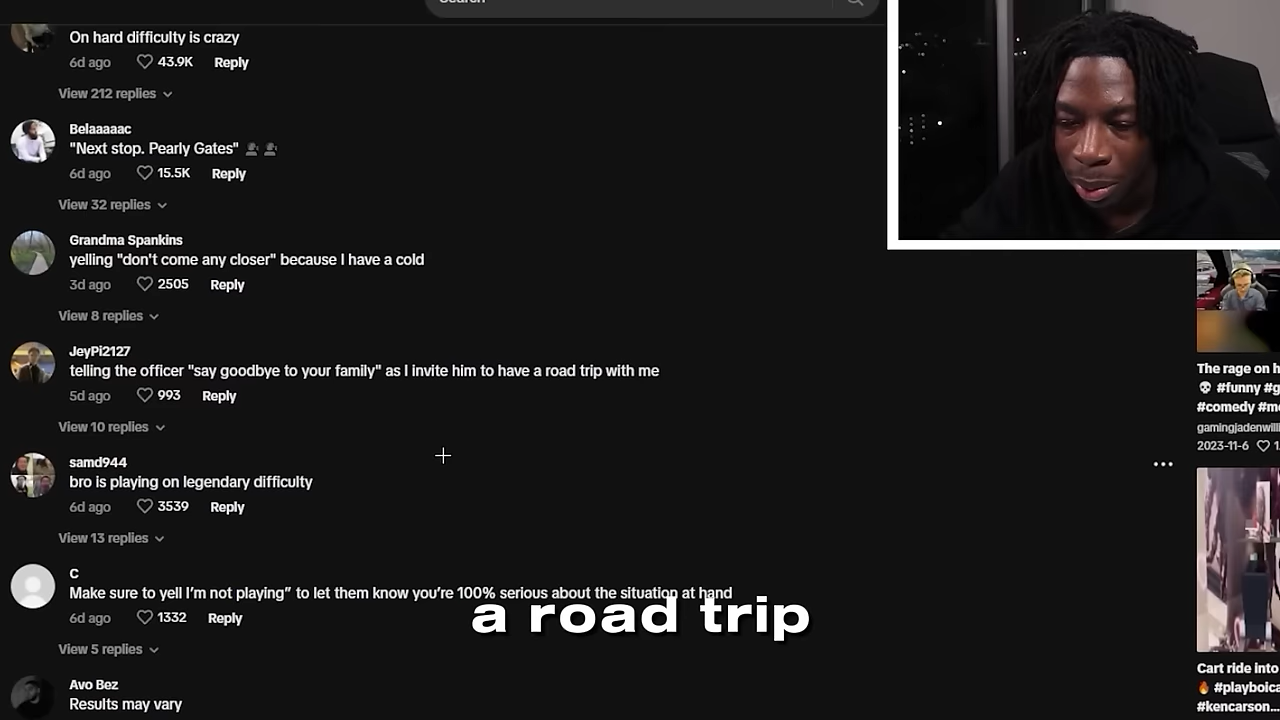 Search
On hard difficulty is crazy
6d ago 43.9K Reply
View 212 replies
Belaaaaac
"Next stop. Pearly Gates" 🗣🗣
6d ago 15.5K Reply
View 32 replies
Grandma Spankins
yelling "don't come any closer" because I have a cold
3d ago 2505 Reply
View 8 replies
JeyPi2127
telling the officer "say goodbye to your family" as I invite him to have a road trip with me
5d ago 993 Reply
View 10 replies
samd944
bro is playing on legendary difficulty
6d ago 3539 Reply
View 13 replies
C
Make sure to yell I'm not playing” to let them know you're 100% serious about the situation at hand
6d ago 1332 Reply
View 5 replies
Avo Bez
Results may vary
a road trip
The rage on h
💀 #funny #g
#comedy #m
gamingjadenwilli
2023-11-6 1
Cart ride into
🔥 #playboica
#kencarson...